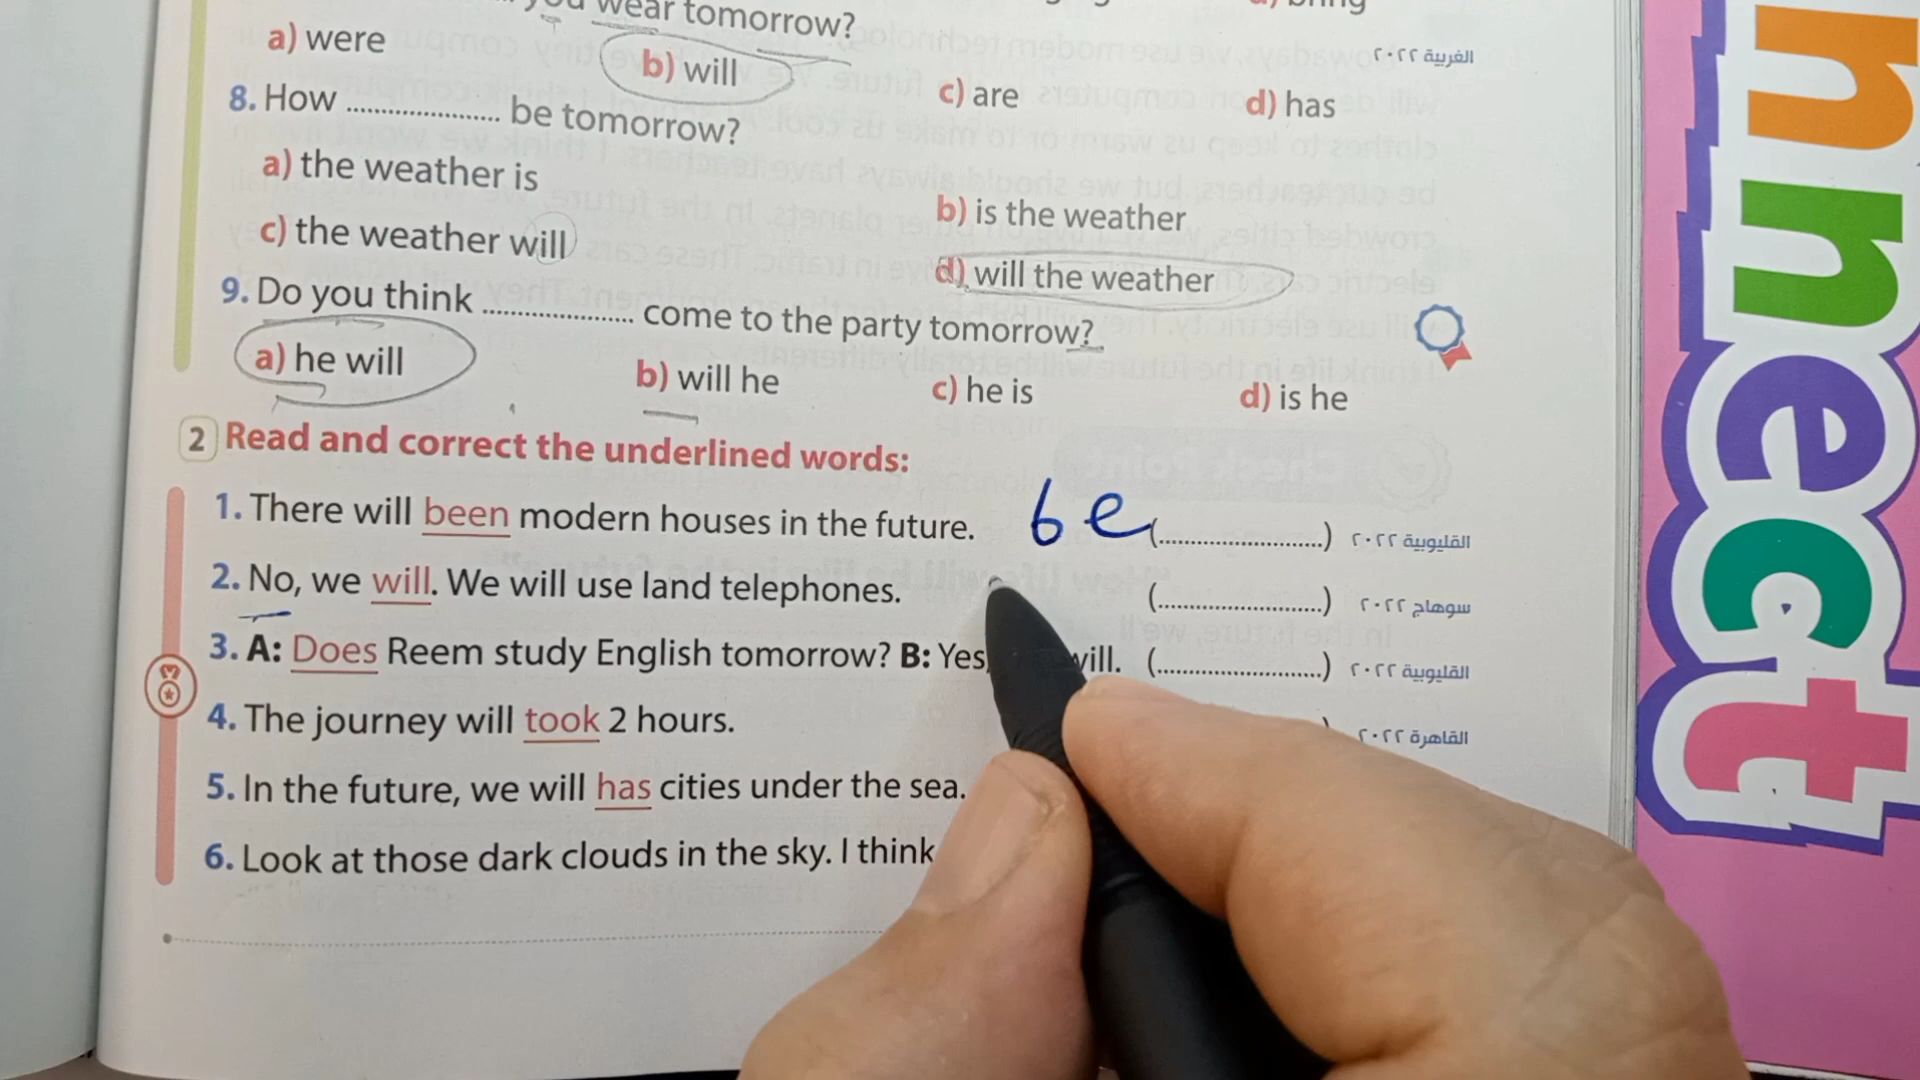 you wear tomorrow?
a) were b) will c) are d) has
الغربية ٢٠٢٢
8. How .................... be tomorrow?
a) the weather is b) is the weather
c) the weather will d) will the weather
9. Do you think .................... come to the party tomorrow?
a) he will b) will he c) he is d) is he
2 Read and correct the underlined words:
1. There will been modern houses in the future. be (........................) القليوبية ٢٠٢٢
2. No, we will. We will use land telephones. (........................) سوهاج ٢٠٢٢
3. A: Does Reem study English tomorrow? B: Yes, will. (........................) القليوبية ٢٠٢٢
4. The journey will took 2 hours. القاهرة ٢٠٢٢
5. In the future, we will has cities under the sea.
6. Look at those dark clouds in the sky. I think
nnect